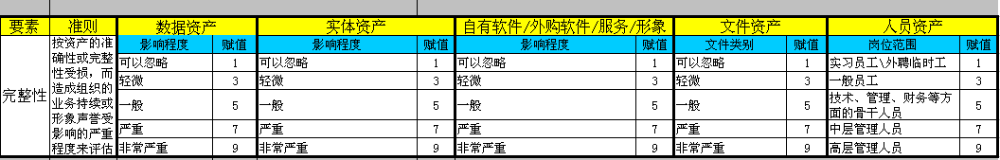 要素 准则 数据资产 实体资产 自有软件/外购软件/服务/形象 文件资产 人员资产
完整性
按资产的准
确性或完整
性受损，而
造成组织的
业务持续或
形象声誉受
影响的严重
程度来评估
影响程度 赋值 影响程度 赋值 影响程度 赋值 文件类别 赋值 岗位范围 赋值
可以忽略 1 可以忽略 1 可以忽略 1 可以忽略 1 实习员工\外聘临时工 1
轻微 3 轻微 3 轻微 3 轻微 3 一般员工 3
一般 5 一般 5 一般 5 一般 5 技术、管理、财务等方
面的骨干人员 5
严重 7 严重 7 严重 7 严重 7 中层管理人员 7
非常严重 9 非常严重 9 非常严重 9 非常严重 9 高层管理人员 9